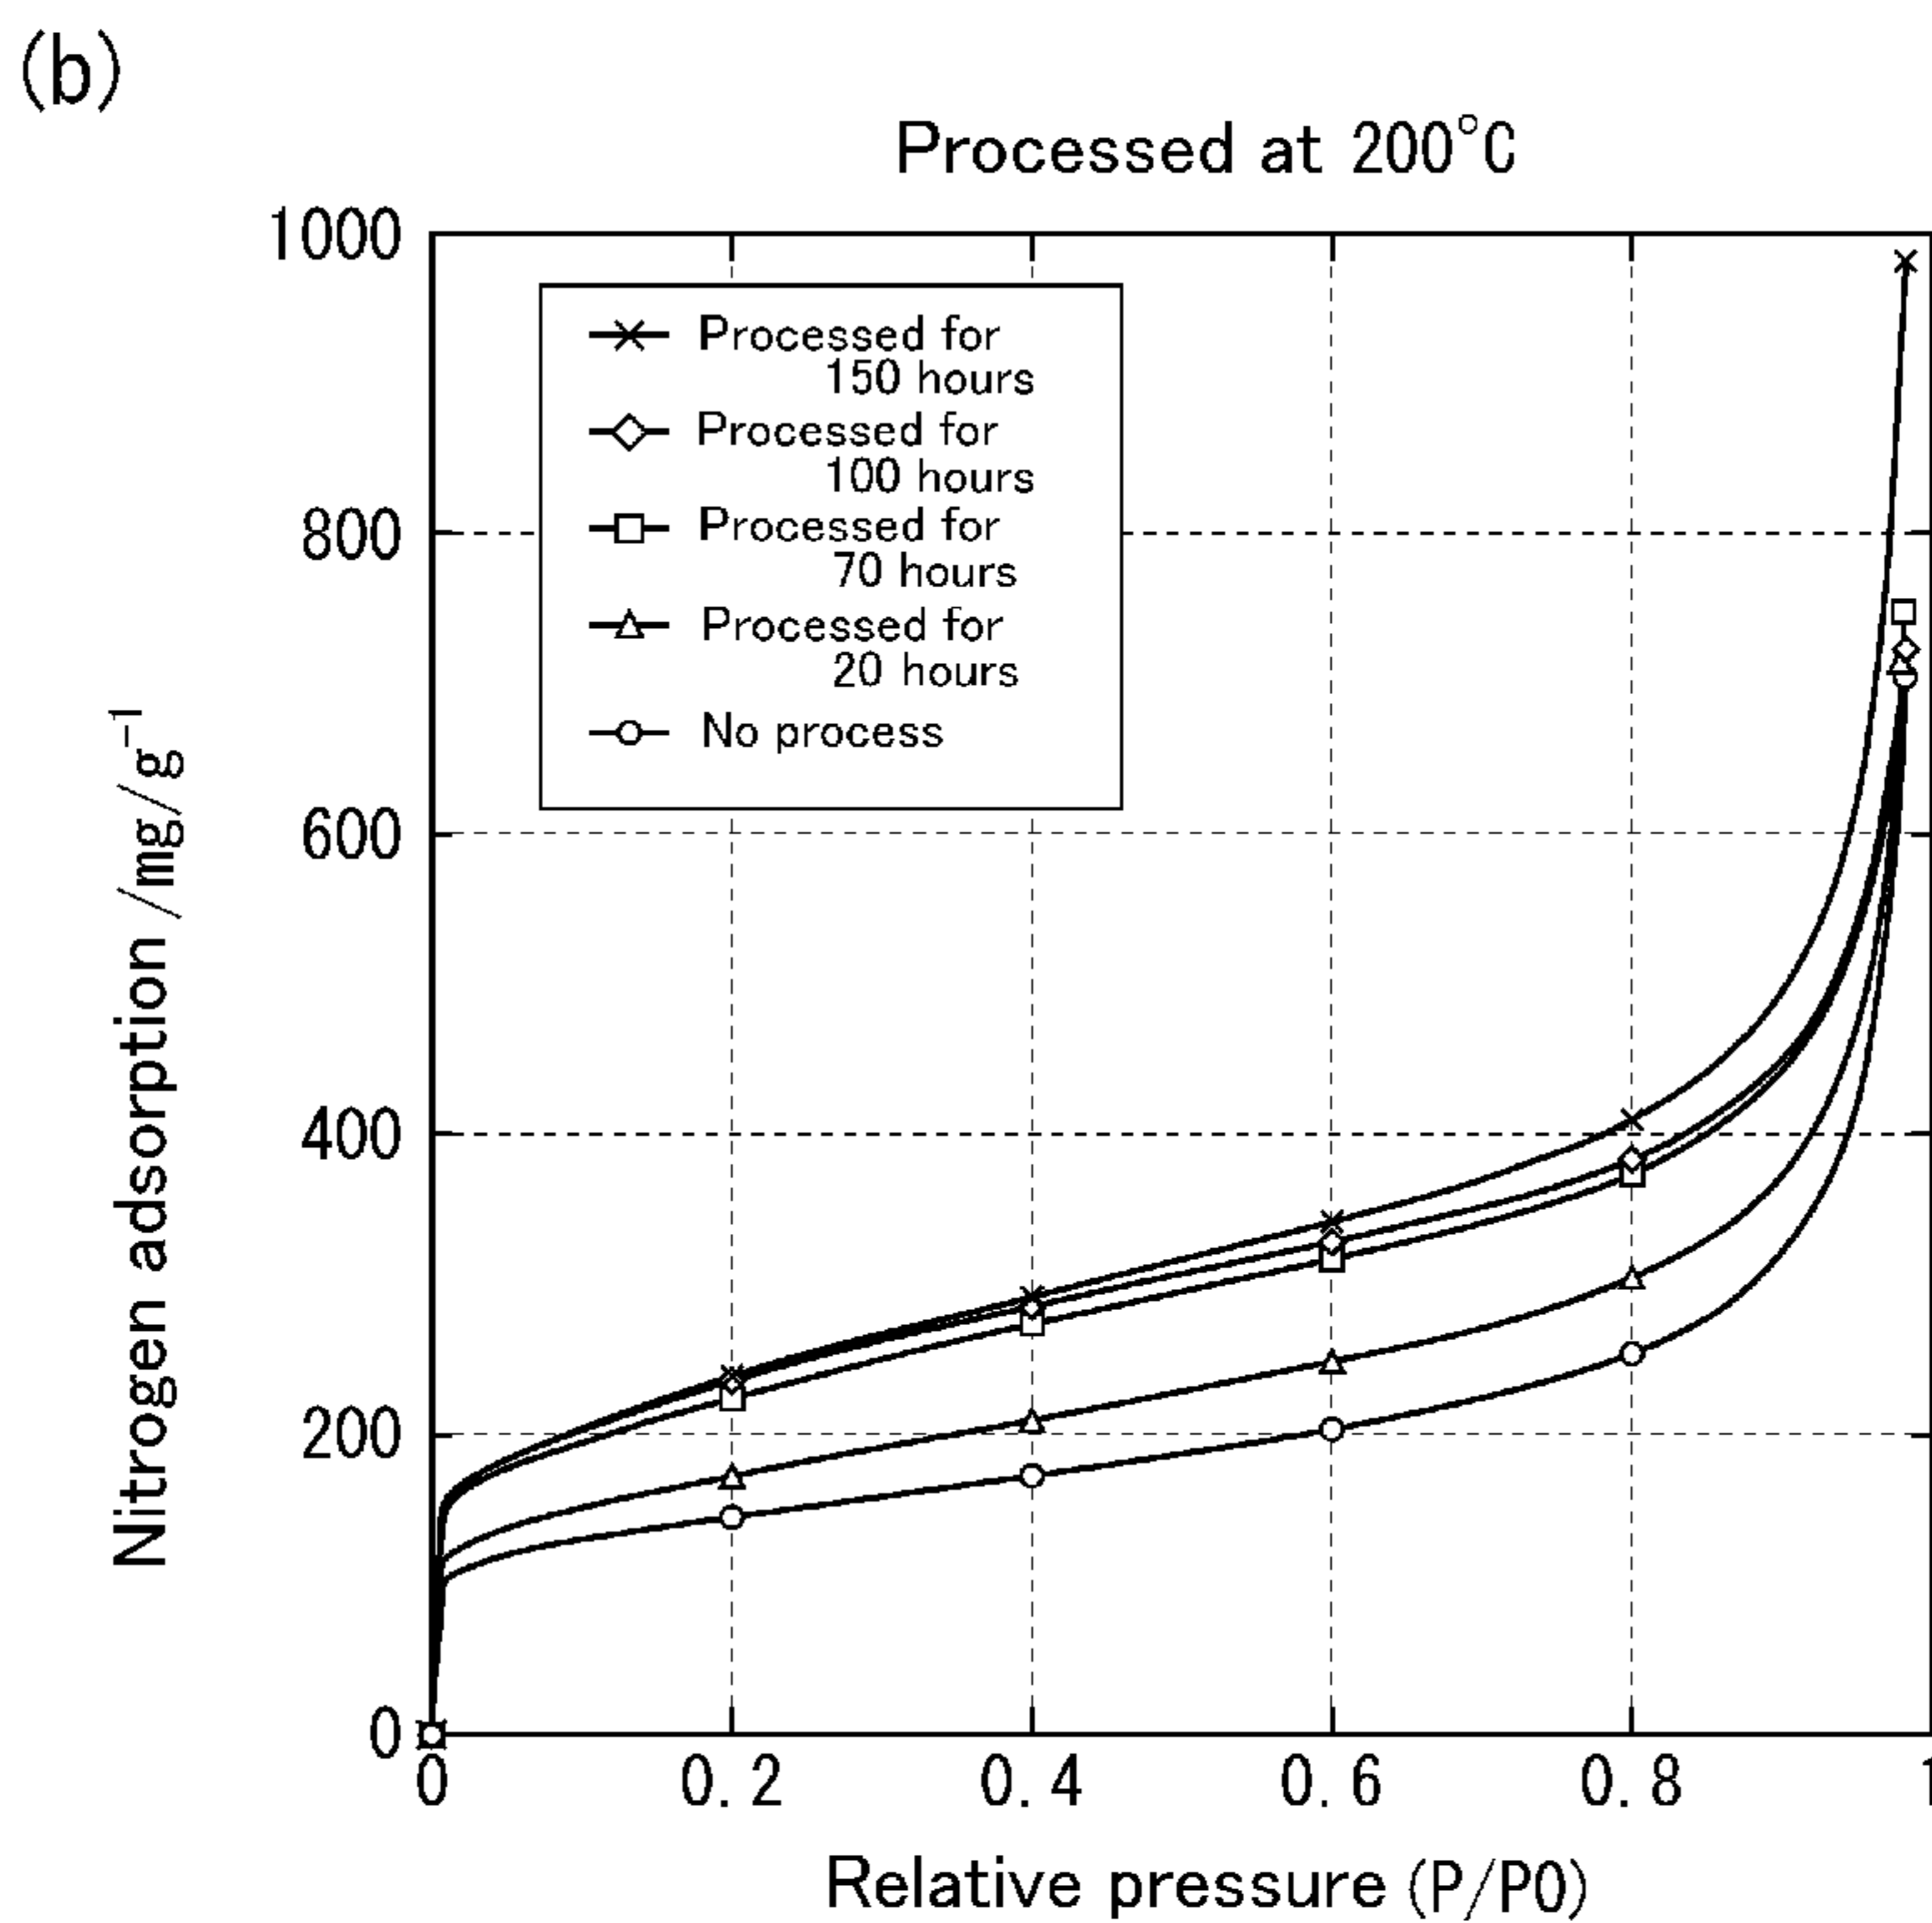 (b)
Processed at 200°C
1000
800
600
400
200
0
Nitrogen adsorption /mg/g⁻¹
Processed for
150 hours
Processed for
100 hours
Processed for
70 hours
Processed for
20 hours
No process
0 0.2 0.4 0.6 0.8 1
Relative pressure (P/P0)